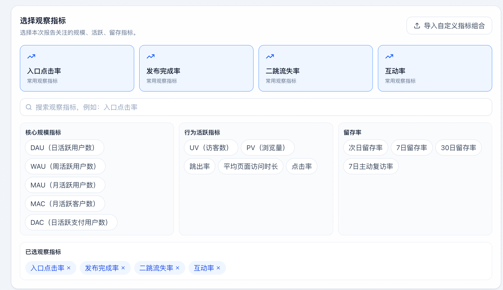 选择观察指标
选择本次报告关注的规模、活跃、留存指标。
导入自定义指标组合
入口点击率
常用观察指标
发布完成率
常用观察指标
二跳流失率
常用观察指标
互动率
常用观察指标
搜索观察指标，例如：入口点击率
核心规模指标
DAU（日活跃用户数）
WAU（周活跃用户数）
MAU（月活跃用户数）
MAC（月活跃客户数）
DAC（日活跃支付用户数）
行为活跃指标
UV（访客数） PV（浏览量）
跳出率 平均页面访问时长 点击率
留存率
次日留存率 7日留存率 30日留存率
7日主动复访率
已选观察指标
入口点击率 × 发布完成率 × 二跳流失率 × 互动率 ×